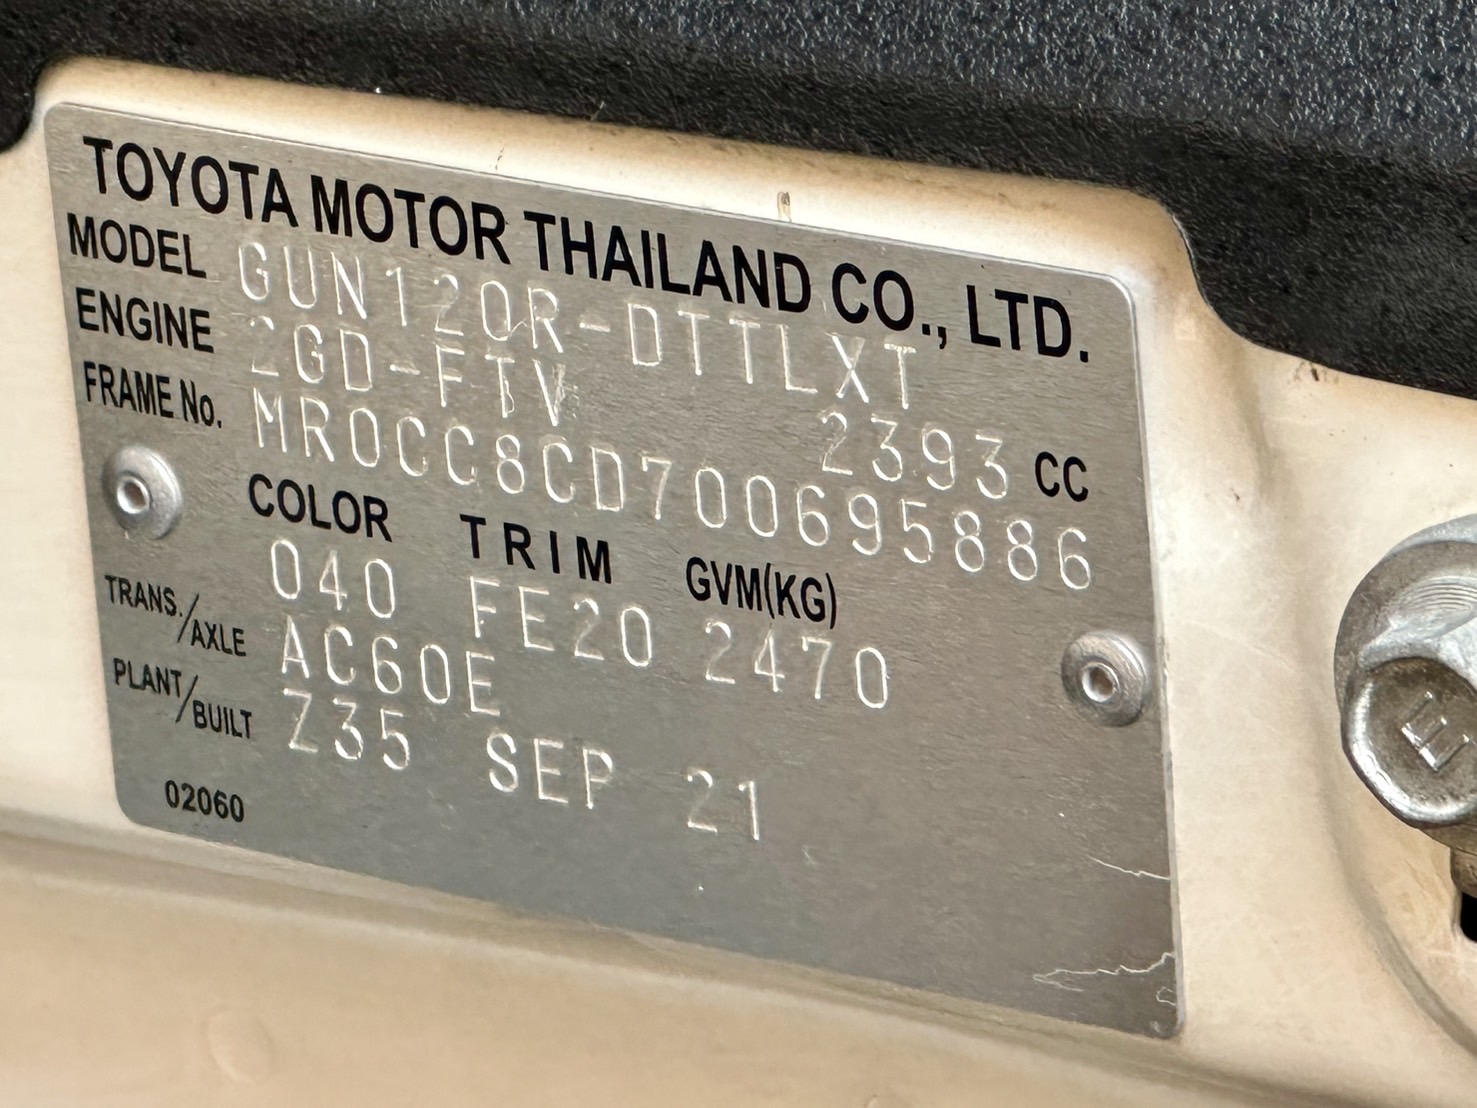 TOYOTA MOTOR THAILAND CO., LTD.
MODEL GUN120R-DTTLXT
ENGINE 2GD-FTV 2393 CC
FRAME No. MR0CC8CD700695886
COLOR TRIM GVM(KG)
040 FE20 2470
TRANS./AXLE AC60E
PLANT/BUILT Z35 SEP 21
02060
E